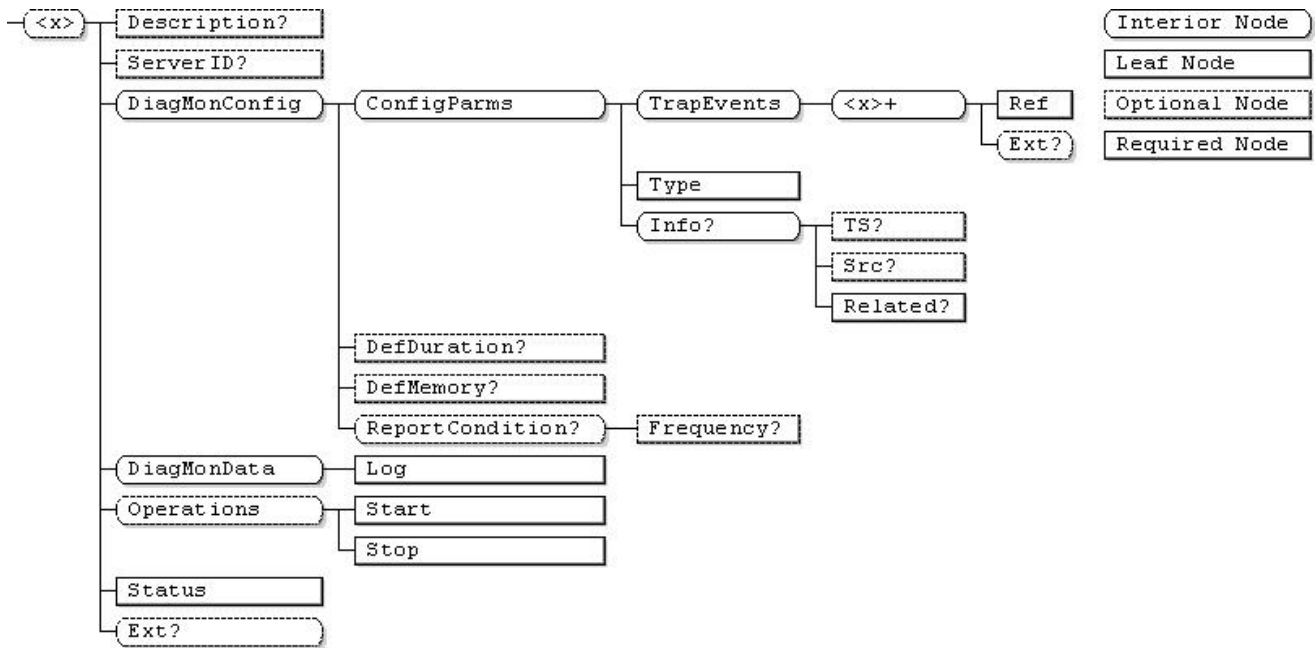 <x>
Description?
ServerID?
DiagMonConfig
ConfigParms
TrapEvents
<x>+
Ref
Ext?
Type
Info?
TS?
Src?
Related?
DefDuration?
DefMemory?
ReportCondition?
Frequency?
DiagMonData
Log
Operations
Start
Stop
Status
Ext?
Interior Node
Leaf Node
Optional Node
Required Node